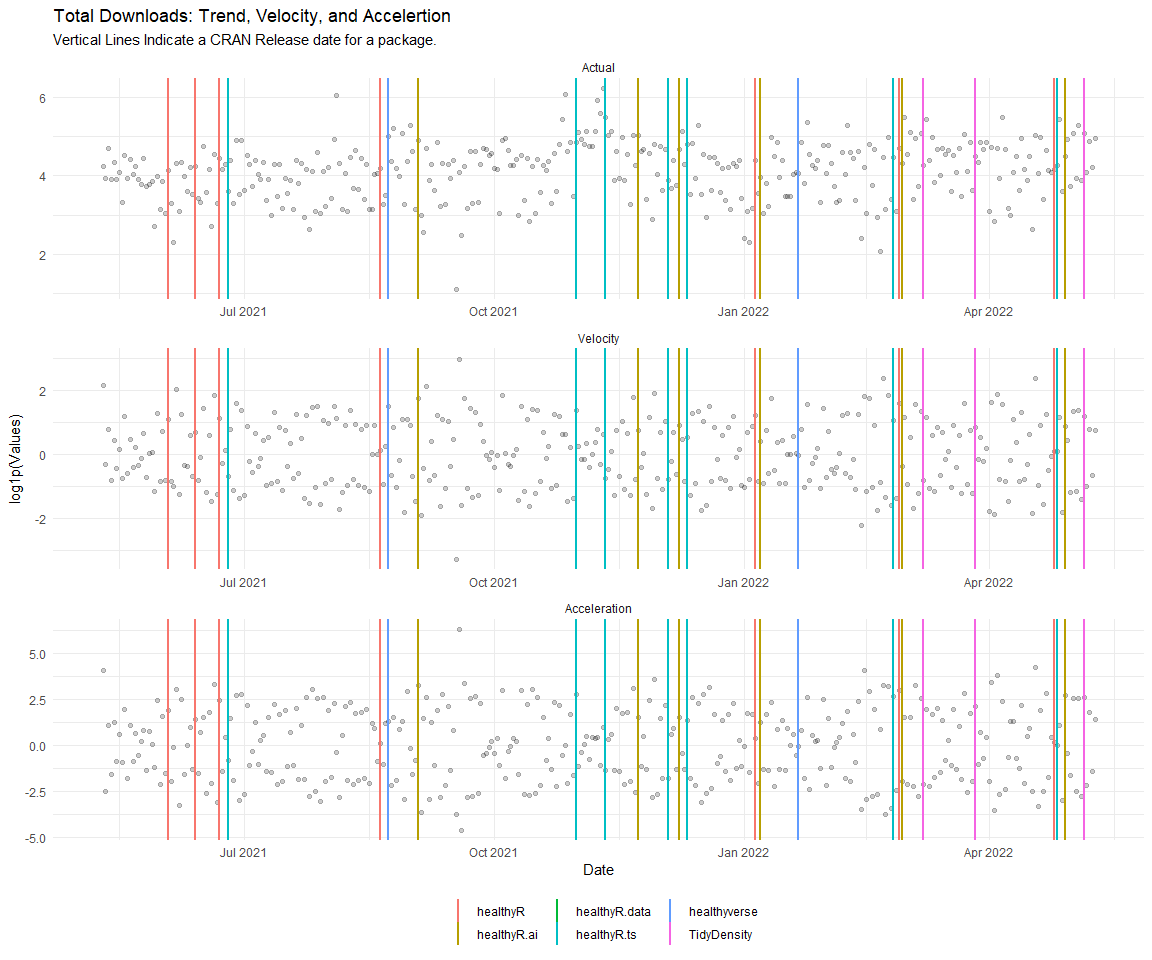 Total Downloads: Trend, Velocity, and Accelertion
Vertical Lines Indicate a CRAN Release date for a package.
Actual
6
4
2
Jul 2021 Oct 2021 Jan 2022 Apr 2022
Velocity
2
0
-2
Jul 2021 Oct 2021 Jan 2022 Apr 2022
log1p(Values)
Acceleration
5.0
2.5
0.0
-2.5
-5.0
Jul 2021 Oct 2021 Jan 2022 Apr 2022
Date
healthyR healthyR.data healthyverse
healthyR.ai healthyR.ts TidyDensity